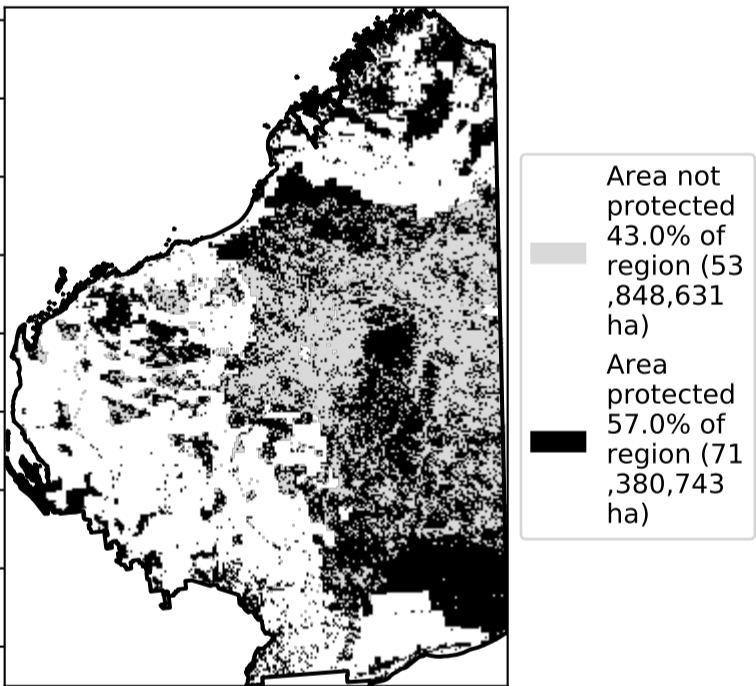 Area not
protected
43.0% of
region (53
,848,631
ha)
Area
protected
57.0% of
region (71
,380,743
ha)